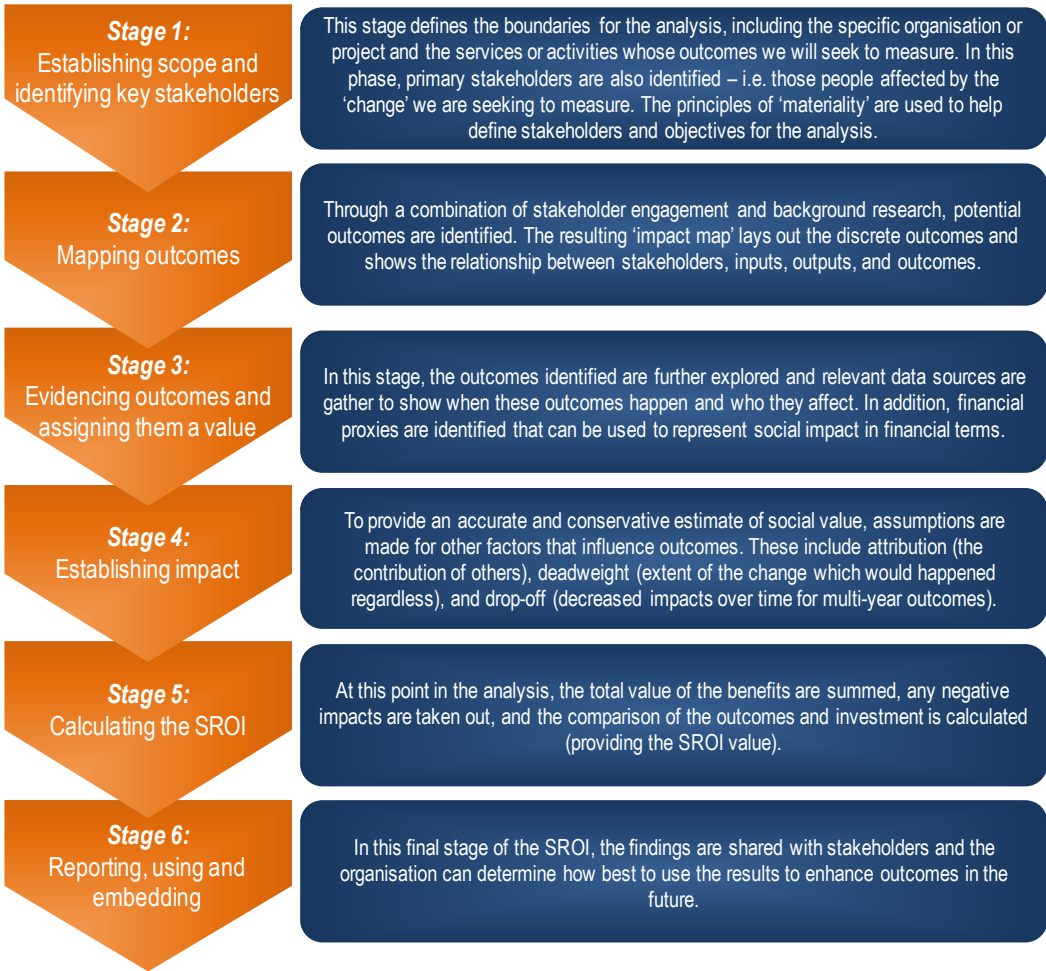 Stage 1:
Establishing scope and
identifying key stakeholders
This stage defines the boundaries for the analysis, including the specific organisation or
project and the services or activities whose outcomes we will seek to measure. In this
phase, primary stakeholders are also identified – i.e. those people affected by the
‘change’ we are seeking to measure. The principles of ‘materiality’ are used to help
define stakeholders and objectives for the analysis.
Stage 2:
Mapping outcomes
Through a combination of stakeholder engagement and background research, potential
outcomes are identified. The resulting ‘impact map’ lays out the discrete outcomes and
shows the relationship between stakeholders, inputs, outputs, and outcomes.
Stage 3:
Evidencing outcomes and
assigning them a value
In this stage, the outcomes identified are further explored and relevant data sources are
gather to show when these outcomes happen and who they affect. In addition, financial
proxies are identified that can be used to represent social impact in financial terms.
Stage 4:
Establishing impact
To provide an accurate and conservative estimate of social value, assumptions are
made for other factors that influence outcomes. These include attribution (the
contribution of others), deadweight (extent of the change which would happened
regardless), and drop-off (decreased impacts over time for multi-year outcomes).
Stage 5:
Calculating the SROI
At this point in the analysis, the total value of the benefits are summed, any negative
impacts are taken out, and the comparison of the outcomes and investment is calculated
(providing the SROI value).
Stage 6:
Reporting, using and
embedding
In this final stage of the SROI, the findings are shared with stakeholders and the
organisation can determine how best to use the results to enhance outcomes in the
future.